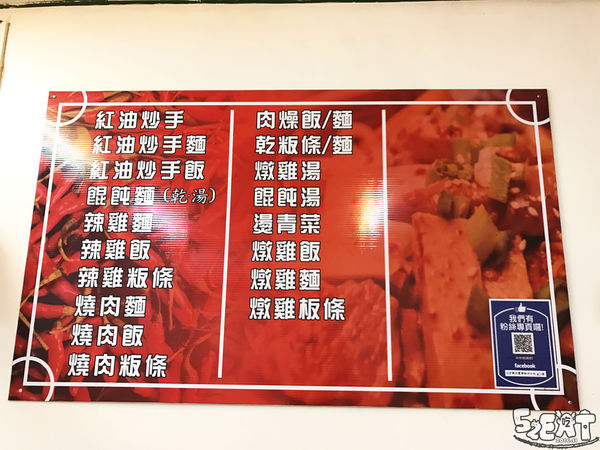 紅油炒手
紅油炒手麵
紅油炒手飯
餛飩麵(乾湯)
辣雞麵
辣雞飯
辣雞粄條
燒肉麵
燒肉飯
燒肉粄條
肉燥飯/麵
乾粄條/麵
燉雞湯
餛飩湯
燙青菜
燉雞飯
燉雞麵
燉雞板條
我們有
粉絲專頁囉!
facebook
52EAT